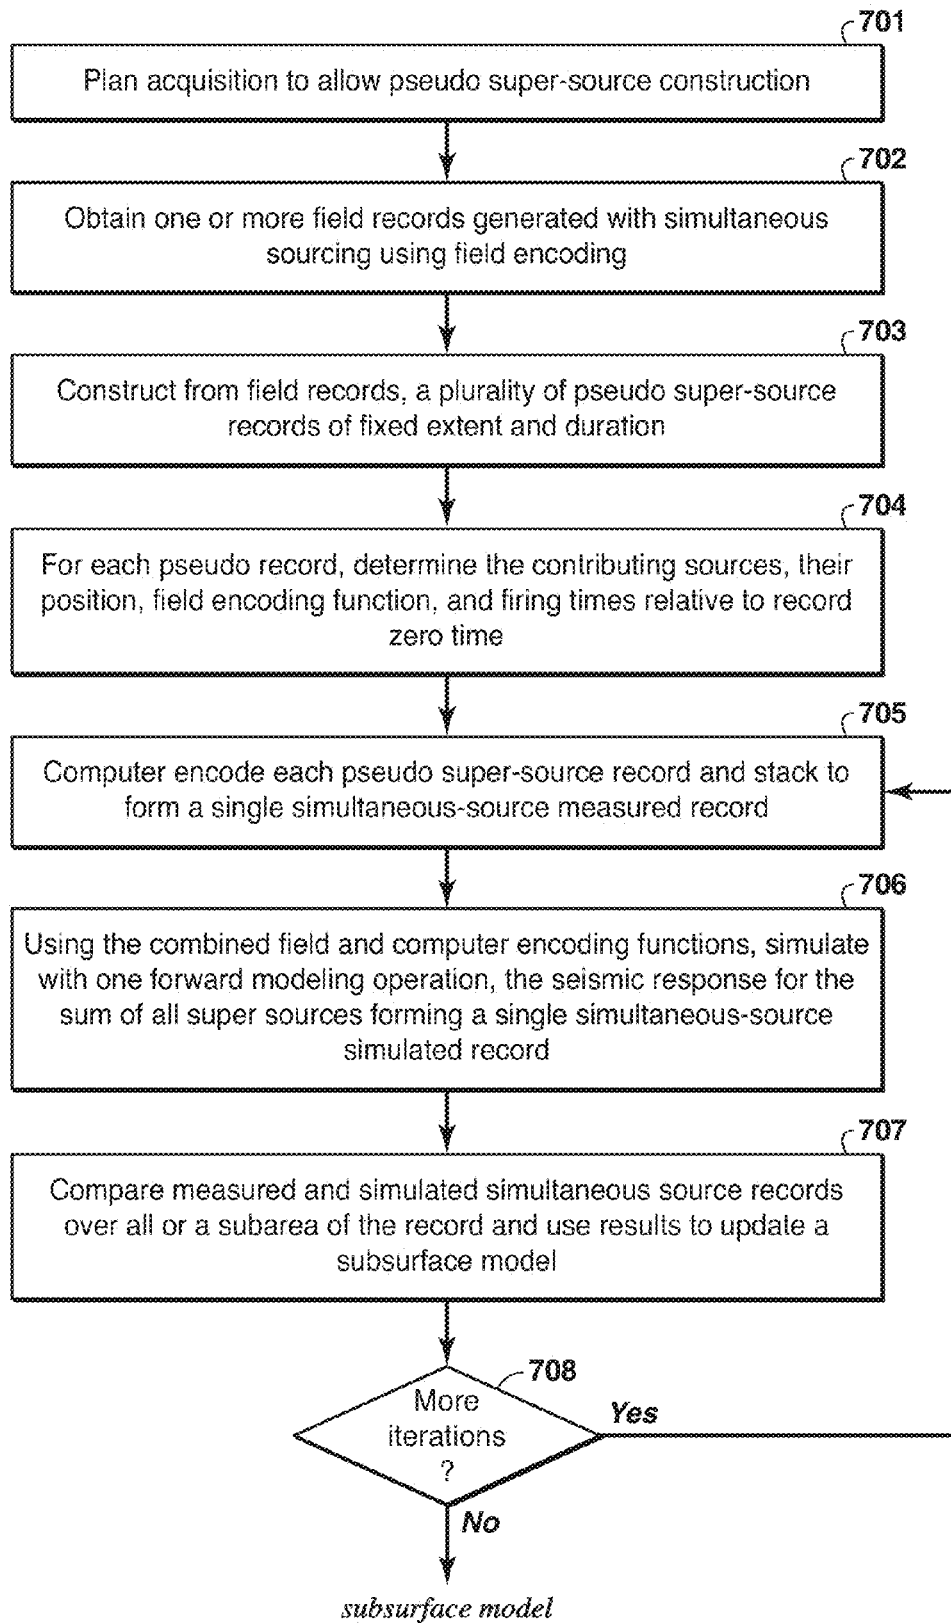 701
Plan acquisition to allow pseudo super-source construction
702
Obtain one or more field records generated with simultaneous
sourcing using field encoding
703
Construct from field records, a plurality of pseudo super-source
records of fixed extent and duration
704
For each pseudo record, determine the contributing sources, their
position, field encoding function, and firing times relative to record
zero time
705
Computer encode each pseudo super-source record and stack to
form a single simultaneous-source measured record
706
Using the combined field and computer encoding functions, simulate
with one forward modeling operation, the seismic response for the
sum of all super sources forming a single simultaneous-source
simulated record
707
Compare measured and simulated simultaneous source records
over all or a subarea of the record and use results to update a
subsurface model
708
More
iterations
?
Yes
No
subsurface model